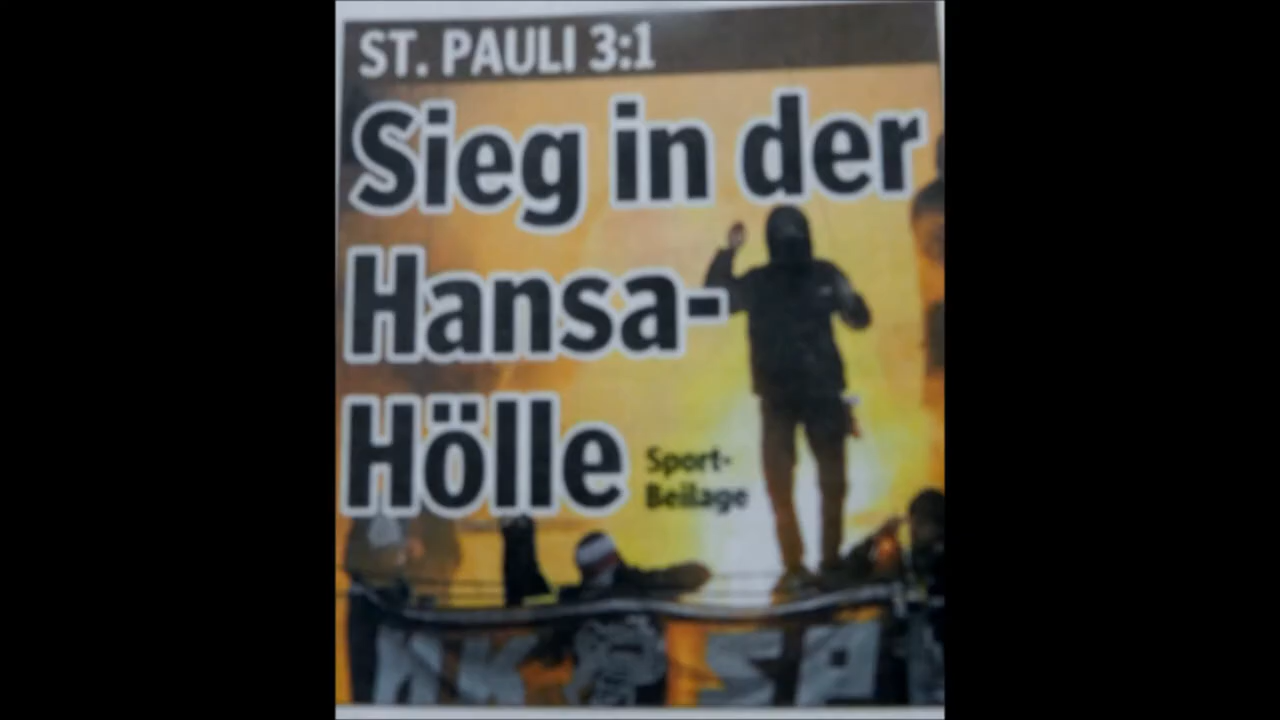 ST. PAULI 3:1
Sieg in der
Hansa-
Hölle
Sport-
Beilage